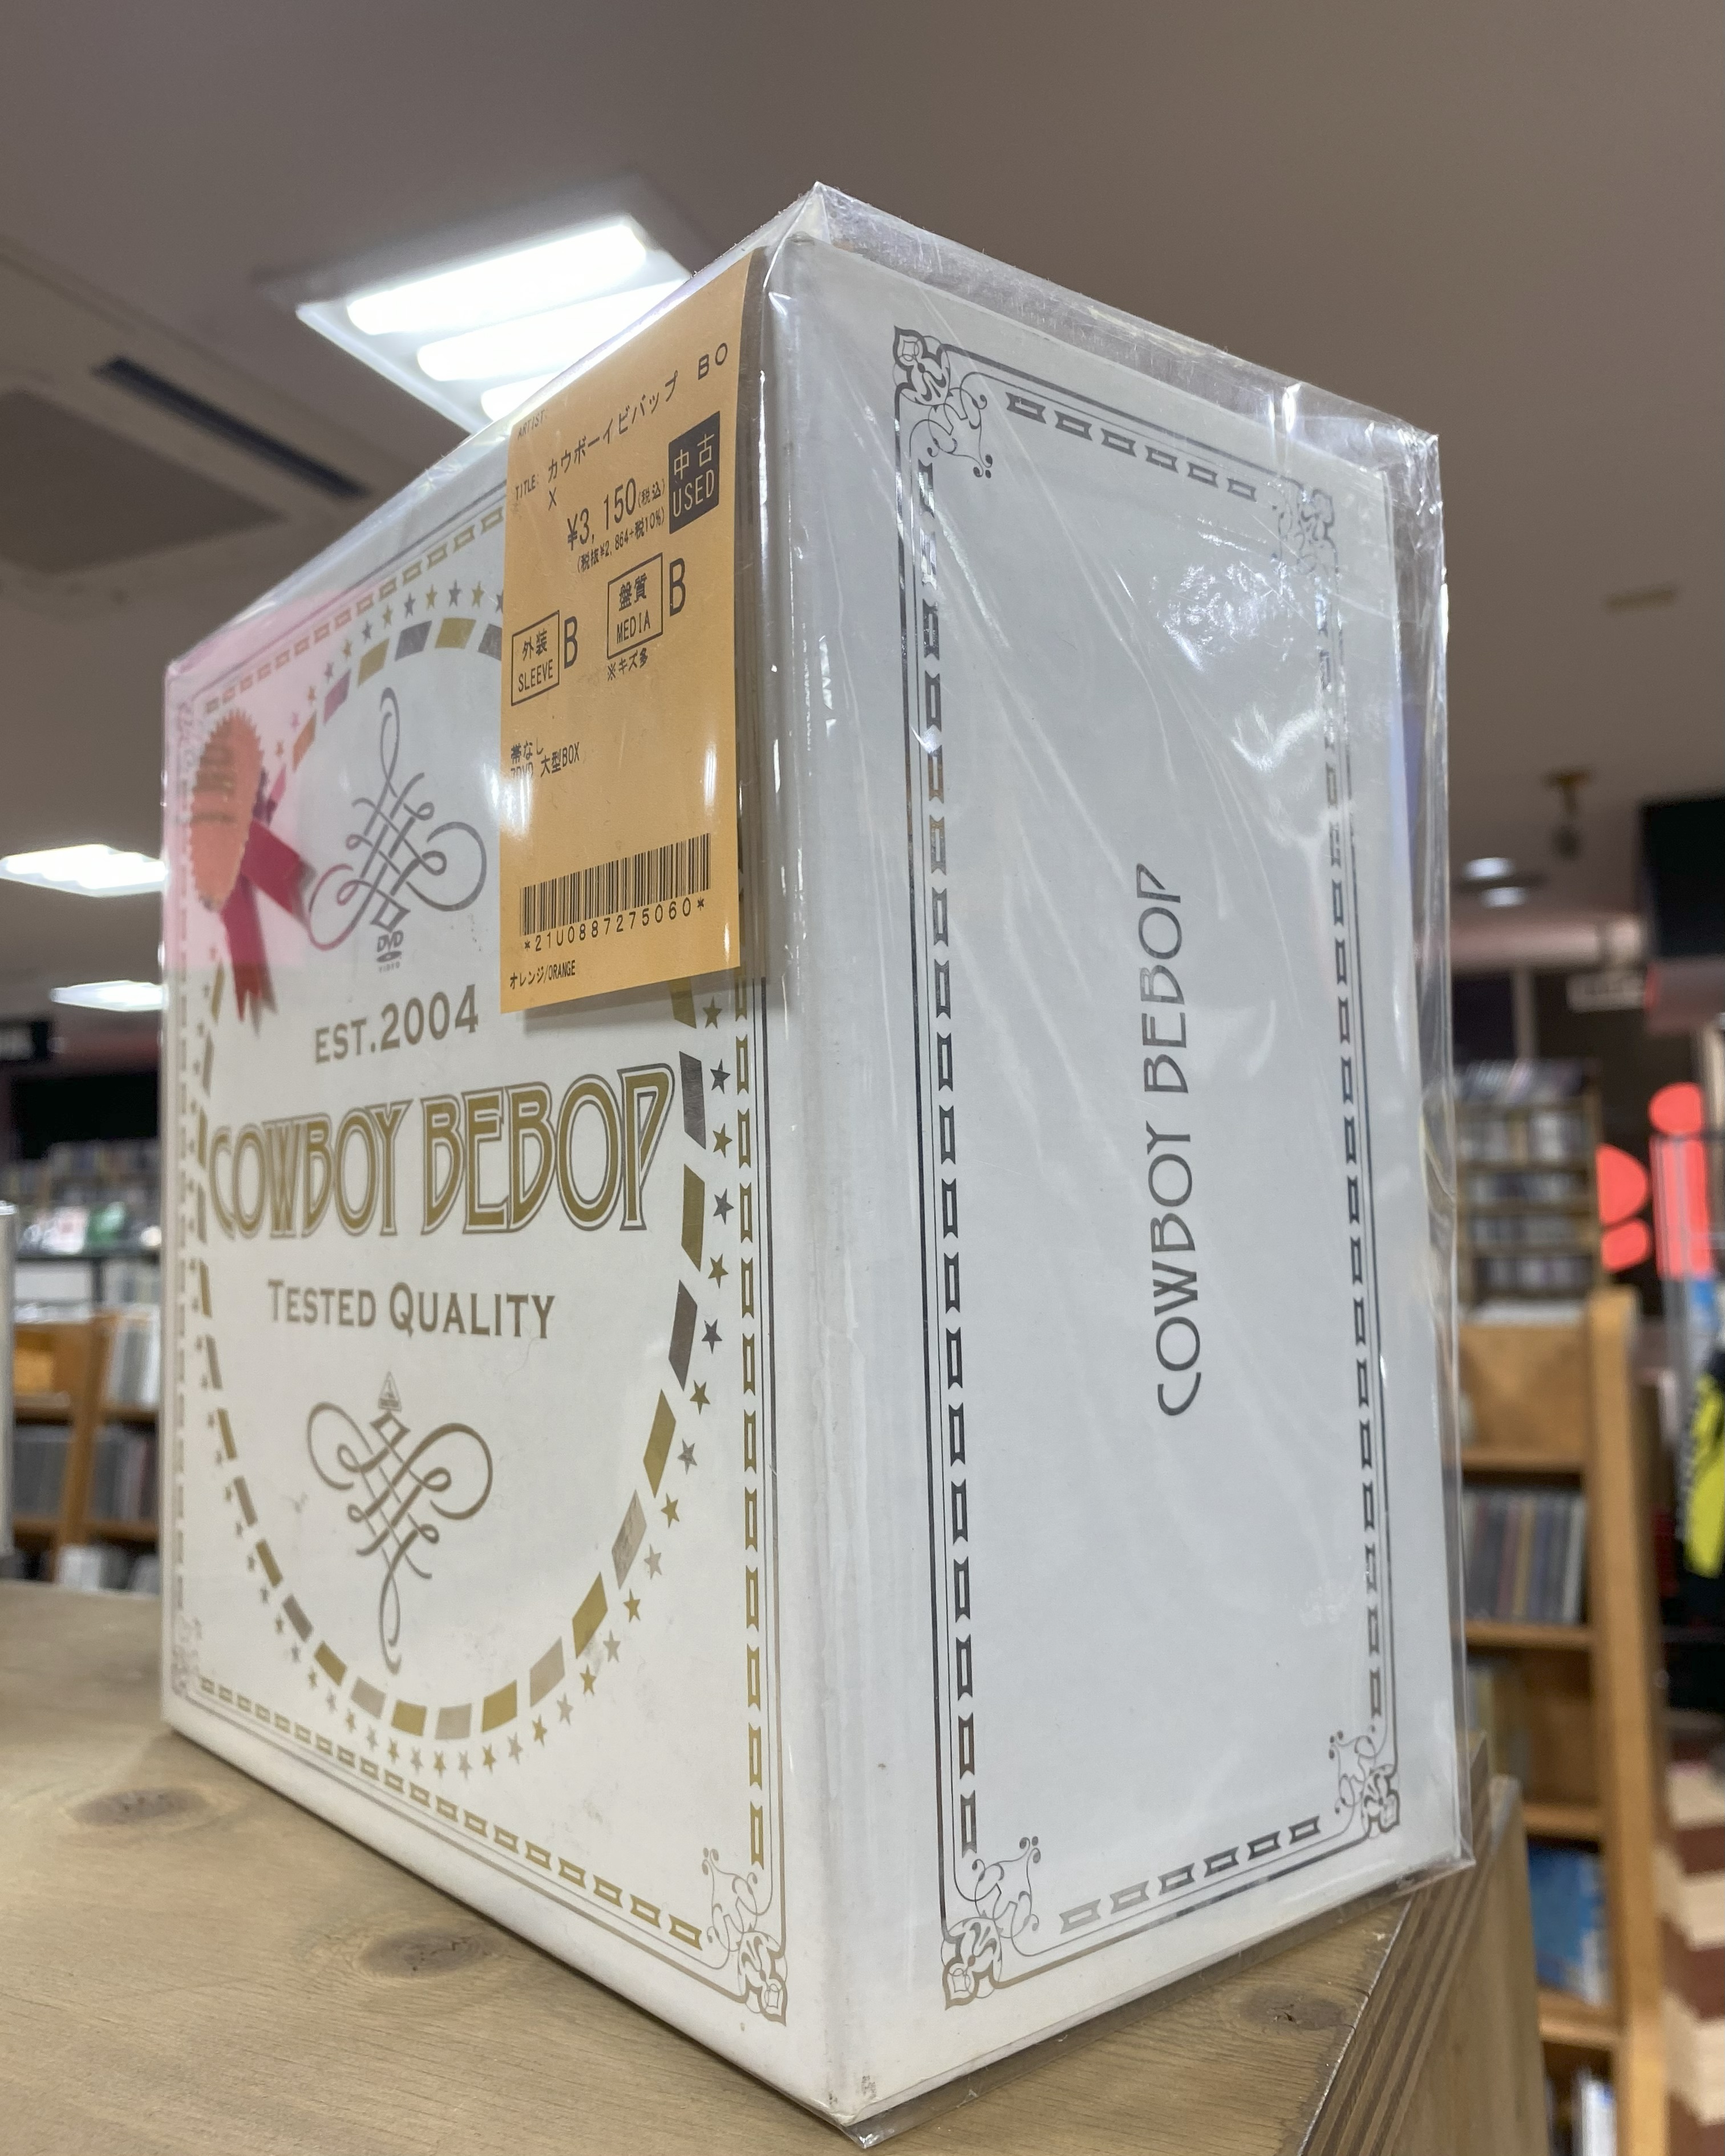 ARTIST:
TITLE: カウボーイビバップ BO
X
¥3,150(税込)
(税抜¥2,864+税10%)
中古
USED
外装
SLEEVE
B
盤質
MEDIA
B
※キズ多
帯なし
7DVD 大型BOX
*21U0887275060*
オレンジ/ORANGE
DVD
VIDEO
EST.2004
COWBOY BEBOP
TESTED QUALITY
COWBOY BEBOP